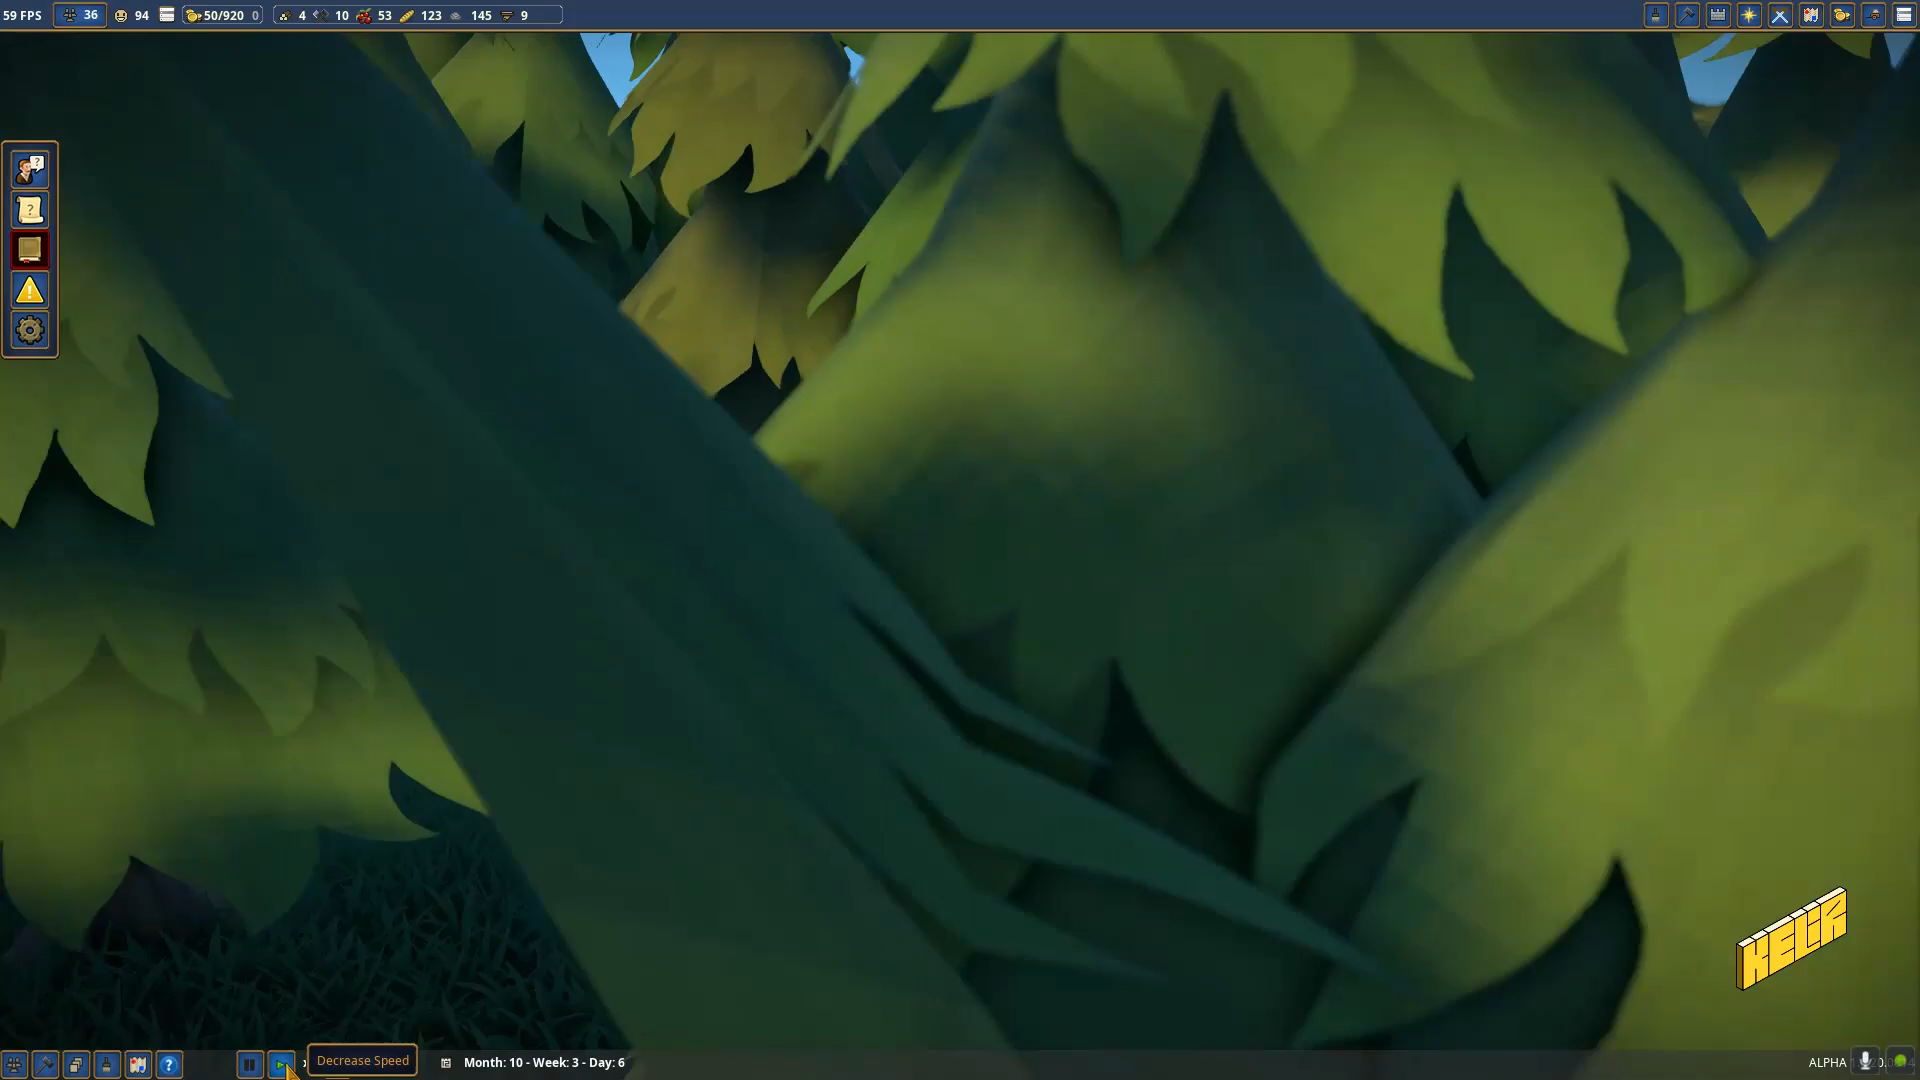 59 FPS 36 94 50/920 0 4 10 53 123 145 9
?
?
KELIR
? Decrease Speed Month: 10 - Week: 3 - Day: 6 ALPHA